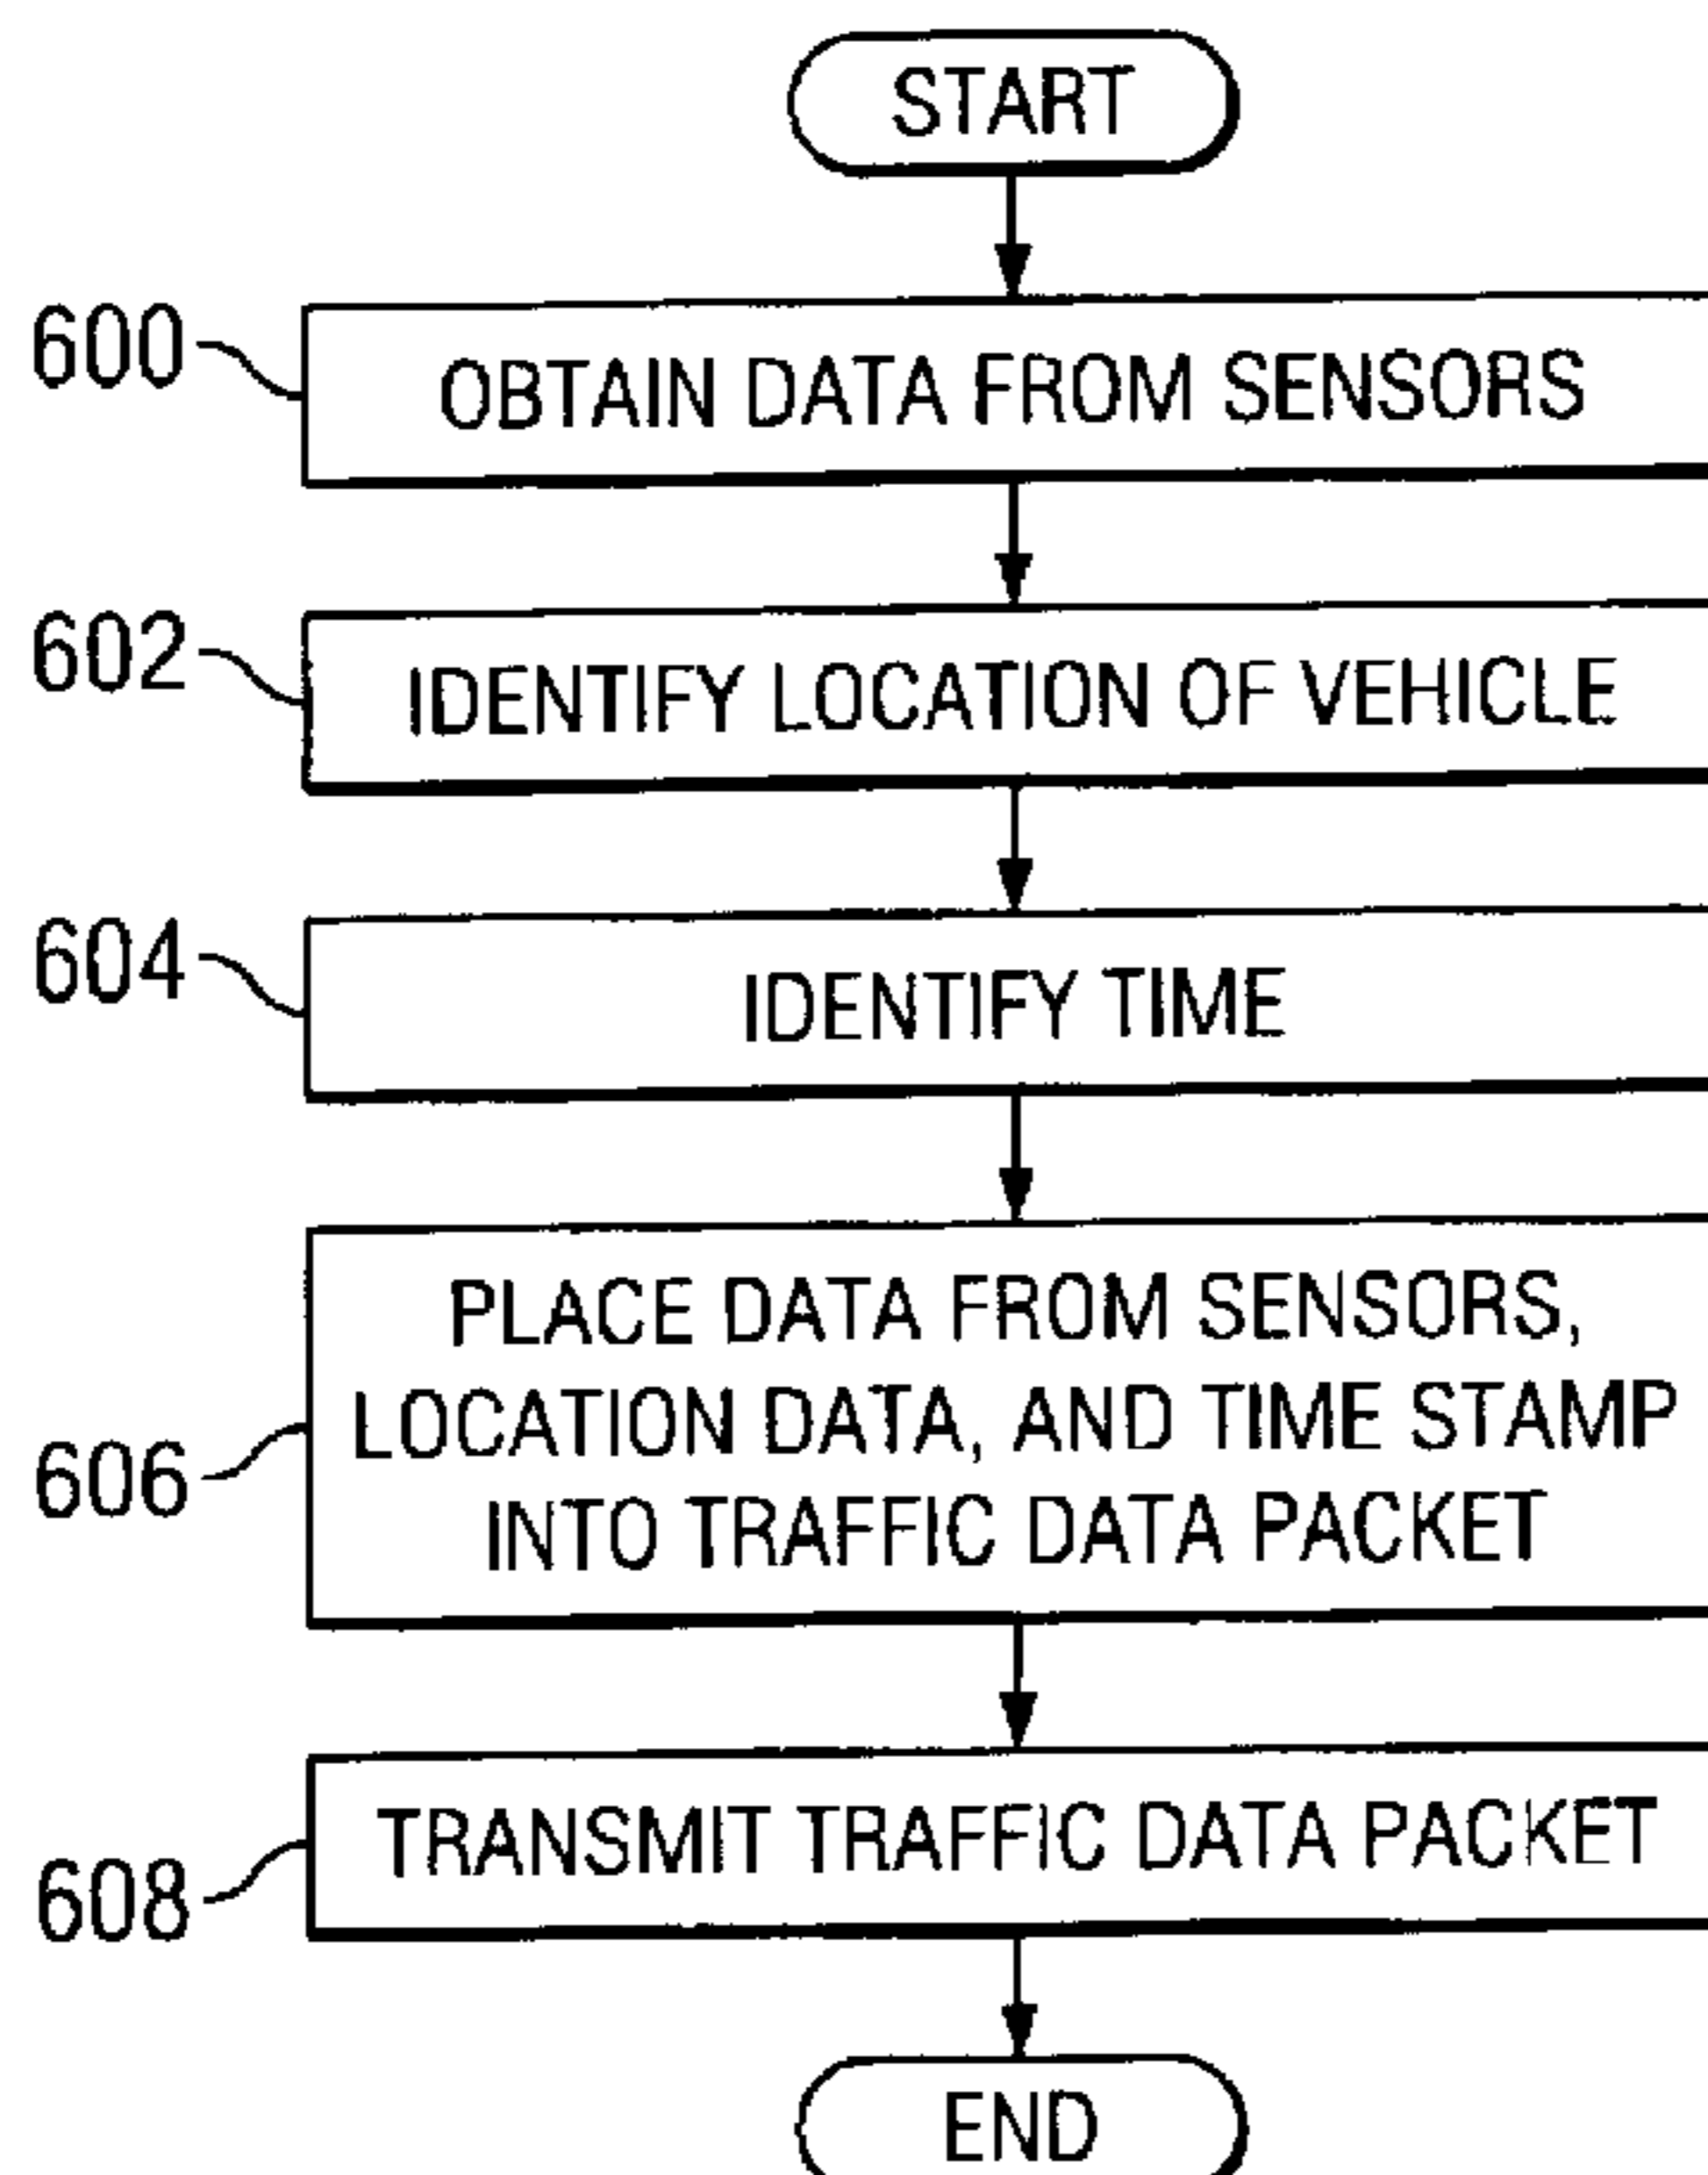 START
600
OBTAIN DATA FROM SENSORS
602
IDENTIFY LOCATION OF VEHICLE
604
IDENTIFY TIME
606
PLACE DATA FROM SENSORS,
LOCATION DATA, AND TIME STAMP
INTO TRAFFIC DATA PACKET
608
TRANSMIT TRAFFIC DATA PACKET
END